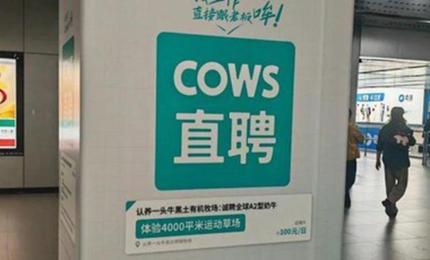 直接跟老板哞!
COWS
直聘
认养一头牛黑土有机牧场:诚聘全球A2型奶牛
体验4000平米运动草场
≈300元/日